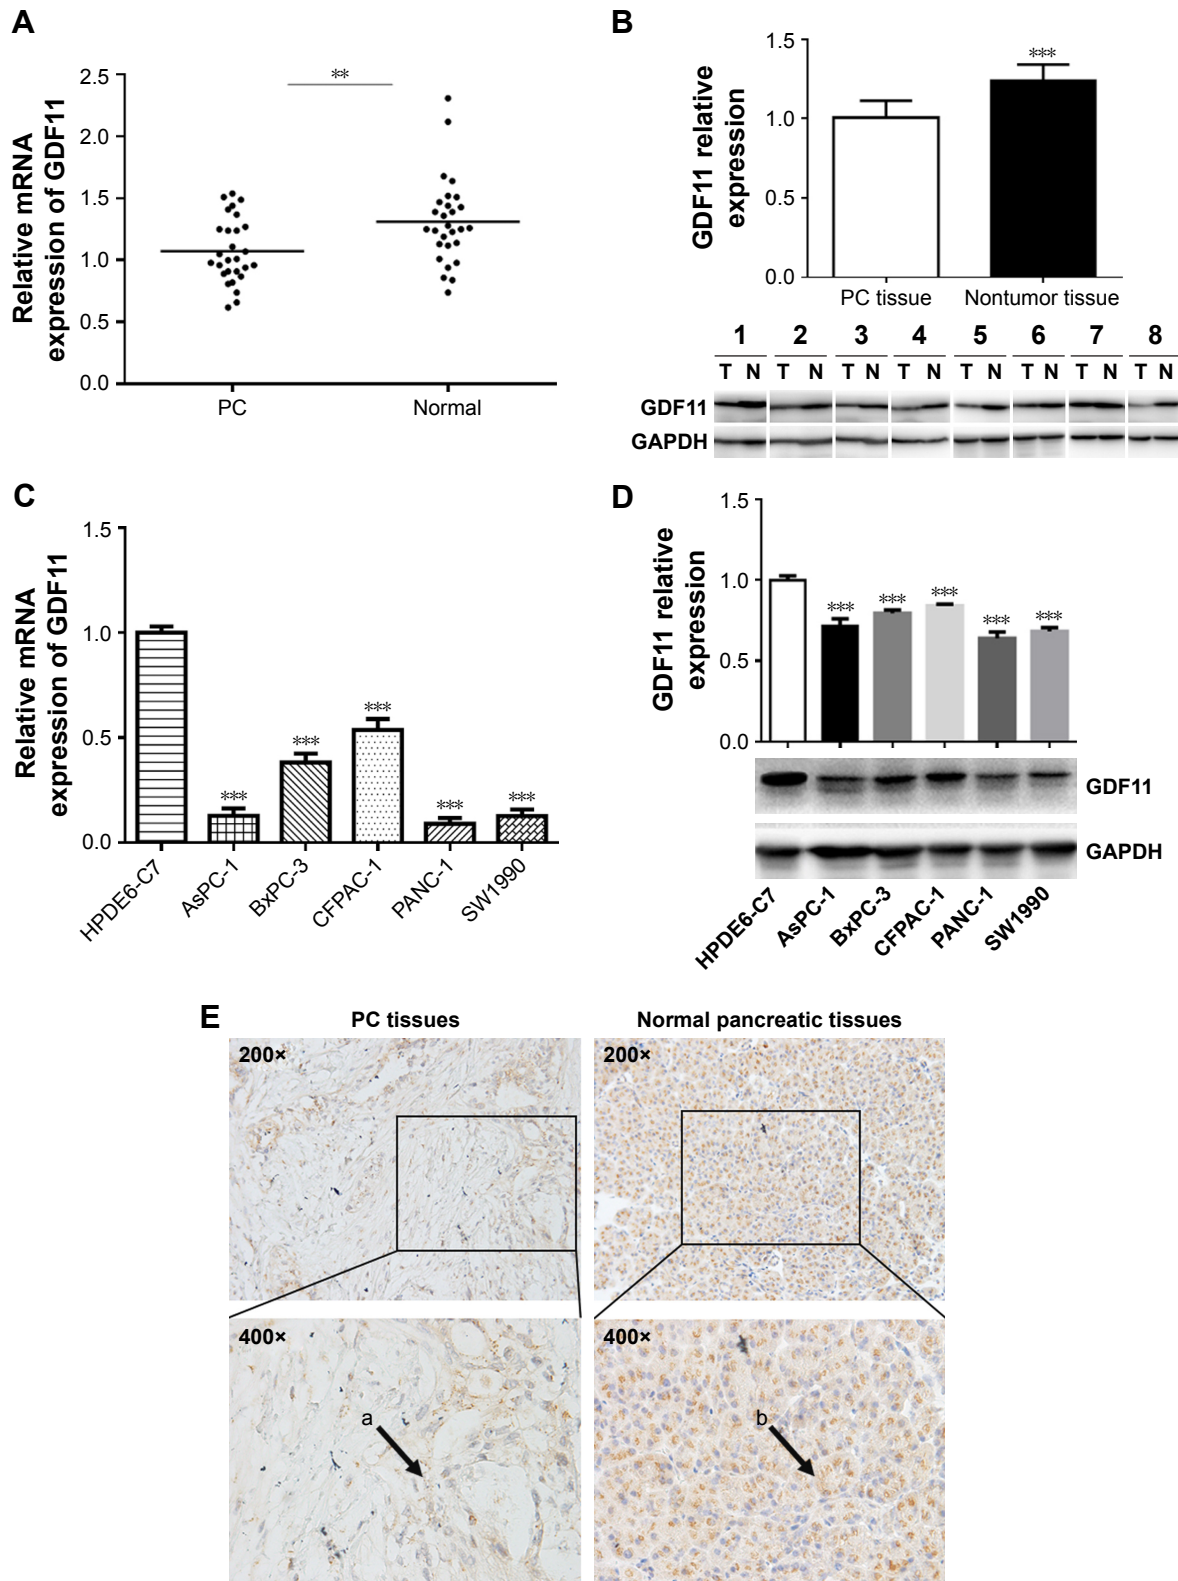 A
Relative mRNA
expression of GDF11
**
2.5
2.0
1.5
1.0
0.5
0.0
PC
Normal
B
GDF11 relative
expression
***
1.5
1.0
0.5
0.0
PC tissue
Nontumor tissue
1 2 3 4 5 6 7 8
T N T N T N T N T N T N T N T N
GDF11
GAPDH
C
Relative mRNA
expression of GDF11
1.5
1.0
0.5
0.0
***
***
***
***
***
HPDE6-C7
AsPC-1
BxPC-3
CFPAC-1
PANC-1
SW1990
D
GDF11 relative
expression
1.5
1.0
0.5
0.0
***
***
***
***
***
GDF11
GAPDH
HPDE6-C7
AsPC-1
BxPC-3
CFPAC-1
PANC-1
SW1990
E
PC tissues
Normal pancreatic tissues
200×
200×
400×
400×
a
b